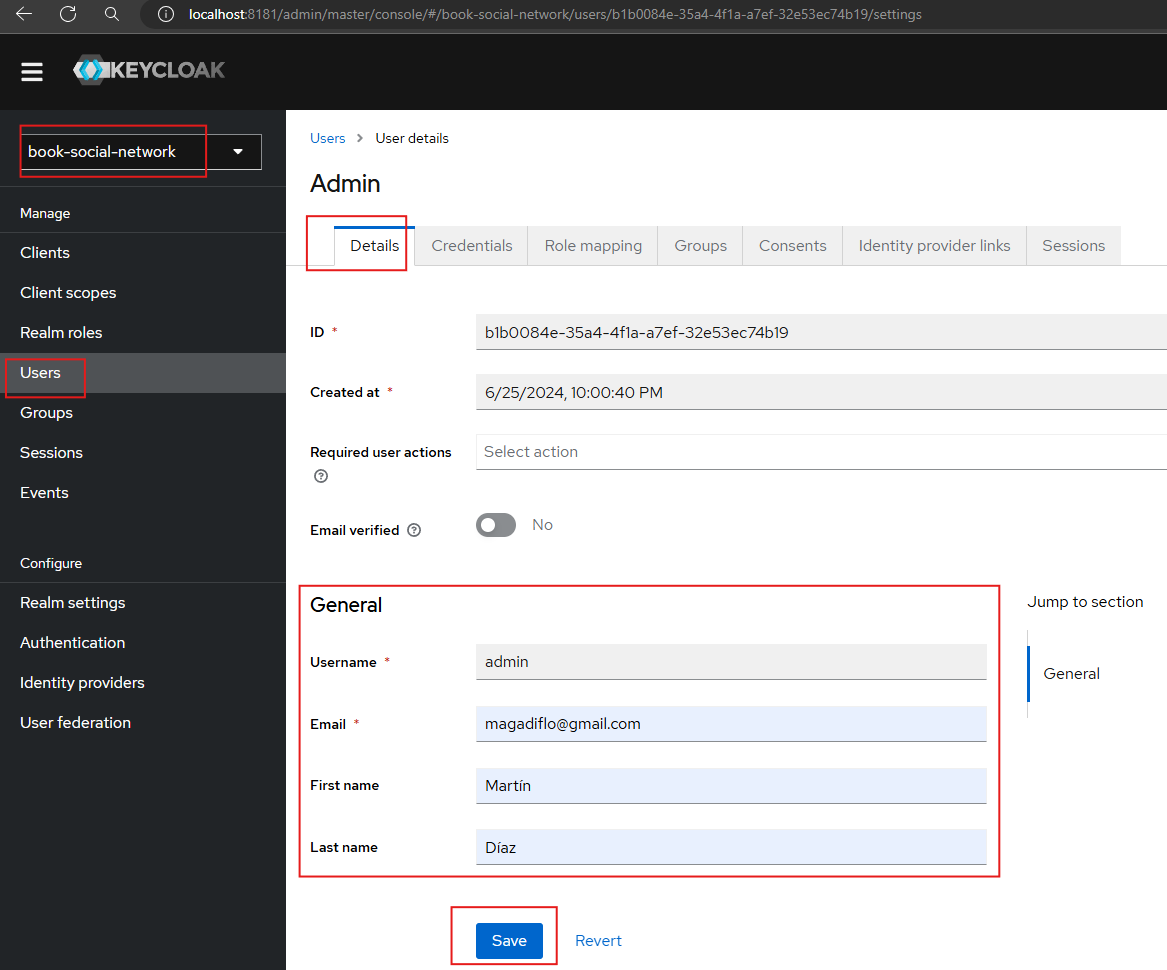 localhost:8181/admin/master/console/#/book-social-network/users/b1b0084e-35a4-4f1a-a7ef-32e53ec74b19/settings
KEYCLOAK
book-social-network
Manage
Clients
Client scopes
Realm roles
Users
Groups
Sessions
Events
Configure
Realm settings
Authentication
Identity providers
User federation
Users > User details
Admin
Details Credentials Role mapping Groups Consents Identity provider links Sessions
ID * b1b0084e-35a4-4f1a-a7ef-32e53ec74b19
Created at * 6/25/2024, 10:00:40 PM
Required user actions Select action
Email verified No
General
Username * admin
Email * magadiflo@gmail.com
First name Martín
Last name Díaz
Save Revert
Jump to section
General